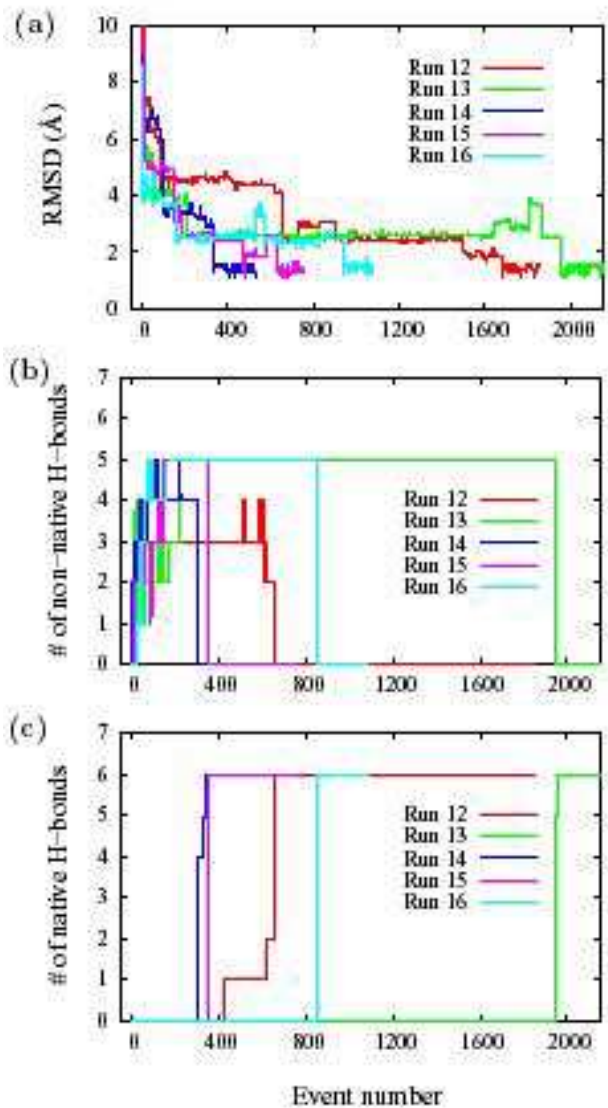 (a)
10
8
6
4
2
0
RMSD (Å)
Run 12
Run 13
Run 14
Run 15
Run 16
0 400 800 1200 1600 2000
(b)
7
6
5
4
3
2
1
0
# of non-native H-bonds
Run 12
Run 13
Run 14
Run 15
Run 16
0 400 800 1200 1600 2000
(c)
7
6
5
4
3
2
1
0
# of native H-bonds
Run 12
Run 13
Run 14
Run 15
Run 16
0 400 800 1200 1600 2000
Event number